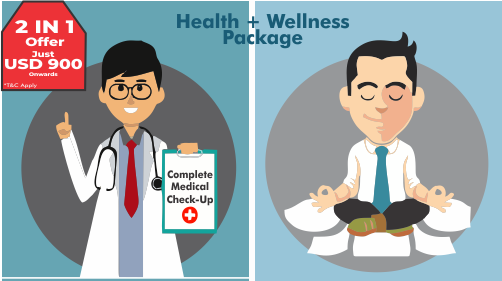 2 IN 1
Offer
Just
USD 900
Onwards
*T&C Apply
Health + Wellness
Package
Complete
Medical
Check-Up